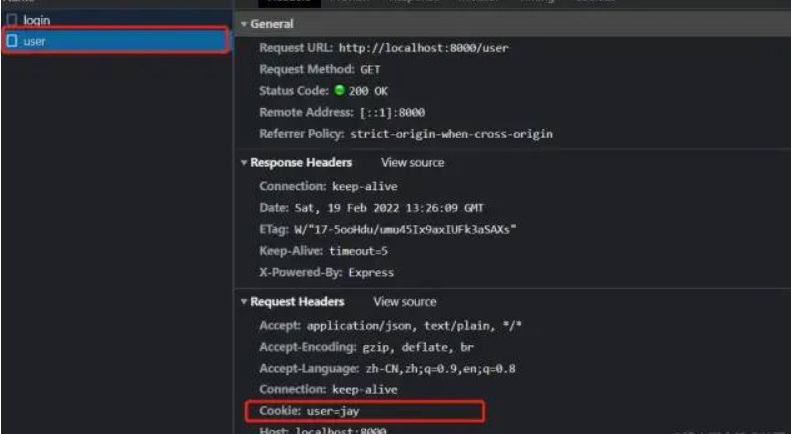 login
user
General
Request URL: http://localhost:8000/user
Request Method: GET
Status Code: 200 OK
Remote Address: [::1]:8000
Referrer Policy: strict-origin-when-cross-origin
Response Headers View source
Connection: keep-alive
Date: Sat, 19 Feb 2022 13:26:09 GMT
ETag: W/"17-5ooHdu/umu45Ix9axIUFk3aSAXs"
Keep-Alive: timeout=5
X-Powered-By: Express
Request Headers View source
Accept: application/json, text/plain, */*
Accept-Encoding: gzip, deflate, br
Accept-Language: zh-CN,zh;q=0.9,en;q=0.8
Connection: keep-alive
Cookie: user=jay
Host: localhost:8000